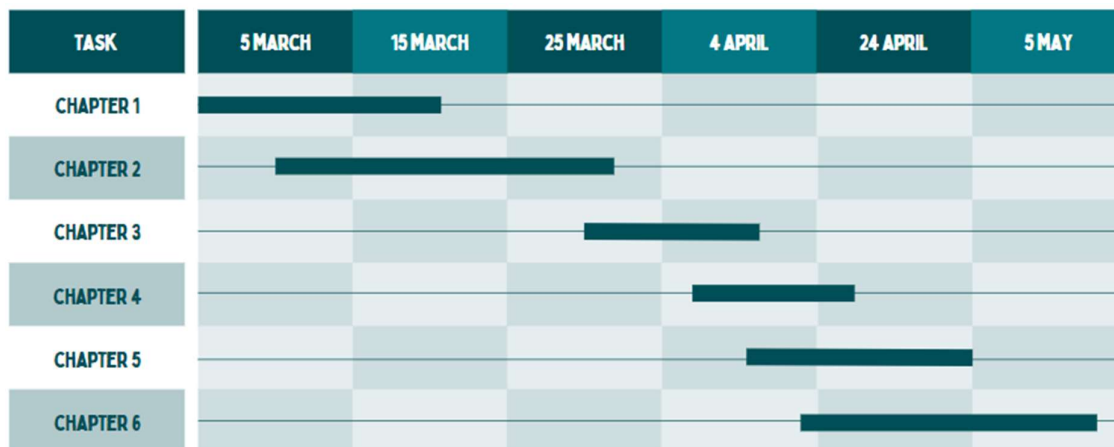 TASK 5 MARCH 15 MARCH 25 MARCH 4 APRIL 24 APRIL 5 MAY
CHAPTER 1
CHAPTER 2
CHAPTER 3
CHAPTER 4
CHAPTER 5
CHAPTER 6